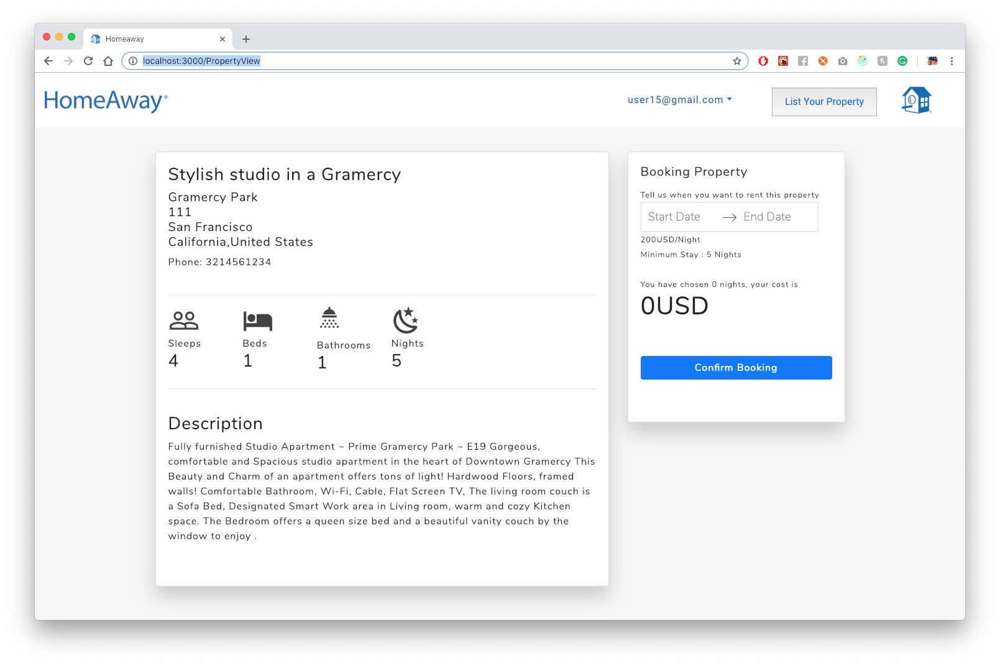 Homeaway
localhost:3000/PropertyView
HomeAway®
user15@gmail.com
List Your Property
Stylish studio in a Gramercy
Gramercy Park
111
San Francisco
California,United States
Phone: 3214561234
Sleeps
4
Beds
1
Bathrooms
1
Nights
5
Description
Fully furnished Studio Apartment ~ Prime Gramercy Park ~ E19 Gorgeous,
comfortable and Spacious studio apartment in the heart of Downtown Gramercy This
Beauty and Charm of an apartment offers tons of light! Hardwood Floors, framed
walls! Comfortable Bathroom, Wi-Fi, Cable, Flat Screen TV, The living room couch is
a Sofa Bed, Designated Smart Work area in Living room, warm and cozy Kitchen
space. The Bedroom offers a queen size bed and a beautiful vanity couch by the
window to enjoy .
Booking Property
Tell us when you want to rent this property
Start Date → End Date
200USD/Night
Minimum Stay : 5 Nights
You have chosen 0 nights, your cost is
0USD
Confirm Booking